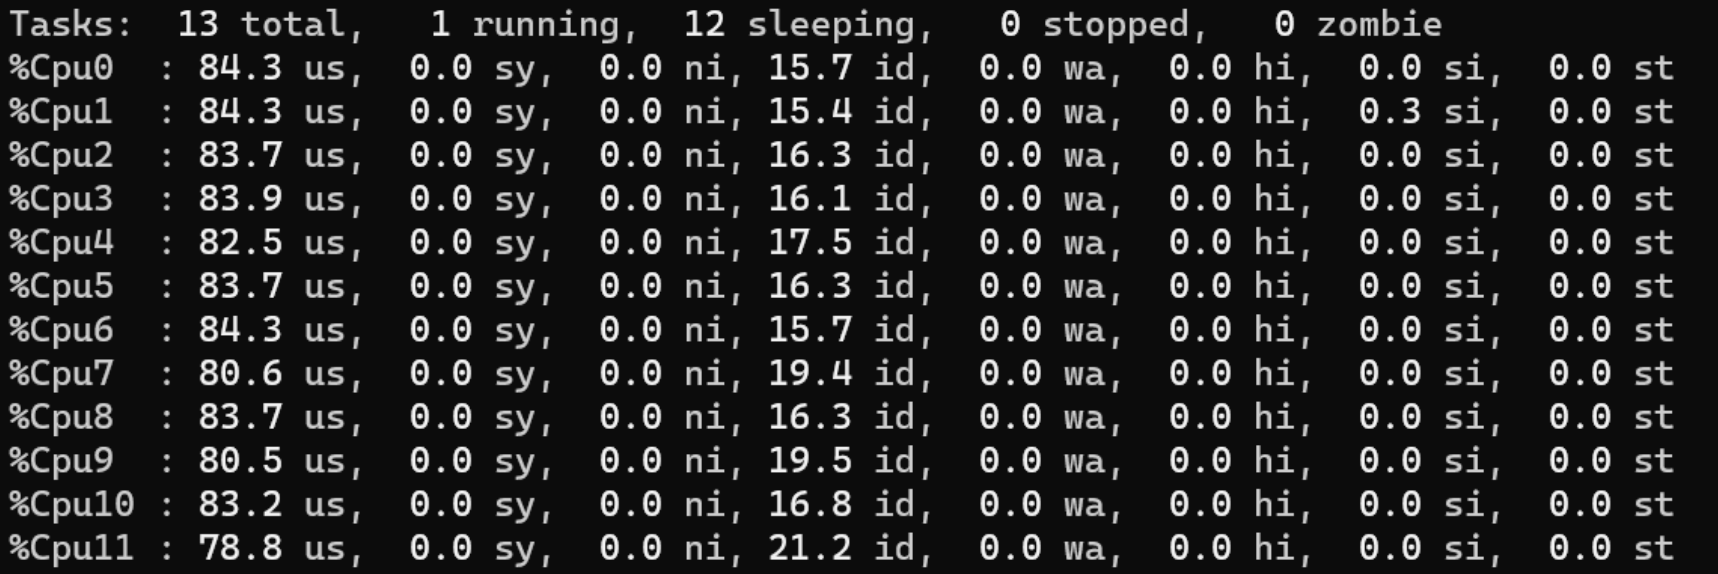 Tasks:  13 total,   1 running,  12 sleeping,   0 stopped,   0 zombie
%Cpu0  : 84.3 us,  0.0 sy,  0.0 ni, 15.7 id,  0.0 wa,  0.0 hi,  0.0 si,  0.0 st
%Cpu1  : 84.3 us,  0.0 sy,  0.0 ni, 15.4 id,  0.0 wa,  0.0 hi,  0.3 si,  0.0 st
%Cpu2  : 83.7 us,  0.0 sy,  0.0 ni, 16.3 id,  0.0 wa,  0.0 hi,  0.0 si,  0.0 st
%Cpu3  : 83.9 us,  0.0 sy,  0.0 ni, 16.1 id,  0.0 wa,  0.0 hi,  0.0 si,  0.0 st
%Cpu4  : 82.5 us,  0.0 sy,  0.0 ni, 17.5 id,  0.0 wa,  0.0 hi,  0.0 si,  0.0 st
%Cpu5  : 83.7 us,  0.0 sy,  0.0 ni, 16.3 id,  0.0 wa,  0.0 hi,  0.0 si,  0.0 st
%Cpu6  : 84.3 us,  0.0 sy,  0.0 ni, 15.7 id,  0.0 wa,  0.0 hi,  0.0 si,  0.0 st
%Cpu7  : 80.6 us,  0.0 sy,  0.0 ni, 19.4 id,  0.0 wa,  0.0 hi,  0.0 si,  0.0 st
%Cpu8  : 83.7 us,  0.0 sy,  0.0 ni, 16.3 id,  0.0 wa,  0.0 hi,  0.0 si,  0.0 st
%Cpu9  : 80.5 us,  0.0 sy,  0.0 ni, 19.5 id,  0.0 wa,  0.0 hi,  0.0 si,  0.0 st
%Cpu10 : 83.2 us,  0.0 sy,  0.0 ni, 16.8 id,  0.0 wa,  0.0 hi,  0.0 si,  0.0 st
%Cpu11 : 78.8 us,  0.0 sy,  0.0 ni, 21.2 id,  0.0 wa,  0.0 hi,  0.0 si,  0.0 st